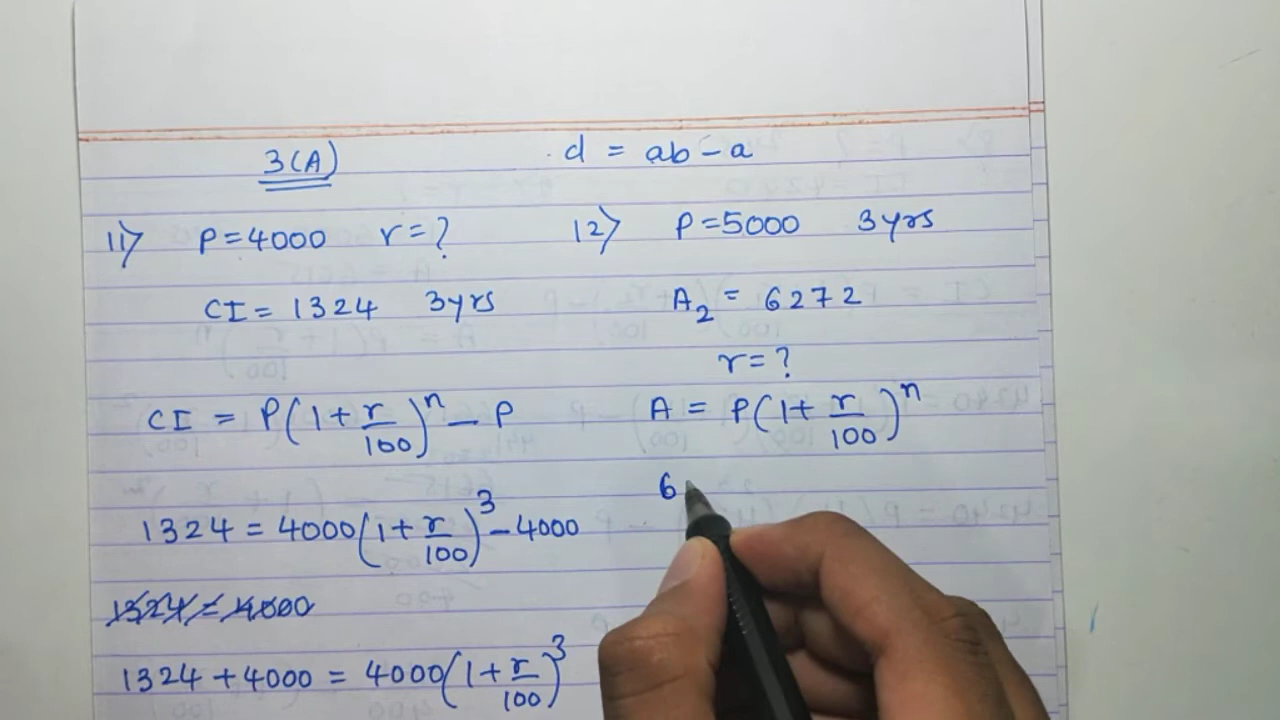 3(A)
d = ab - a
11) P=4000 r=?
CI = 1324 3yrs
CI = P(1+r/100)^n - P
1324 = 4000(1+r/100)^3 - 4000
1324 = 4000
1324 + 4000 = 4000(1+r/100)^3
12) P=5000 3yrs
A₂ = 6272
r=?
A = P(1+r/100)^n
6